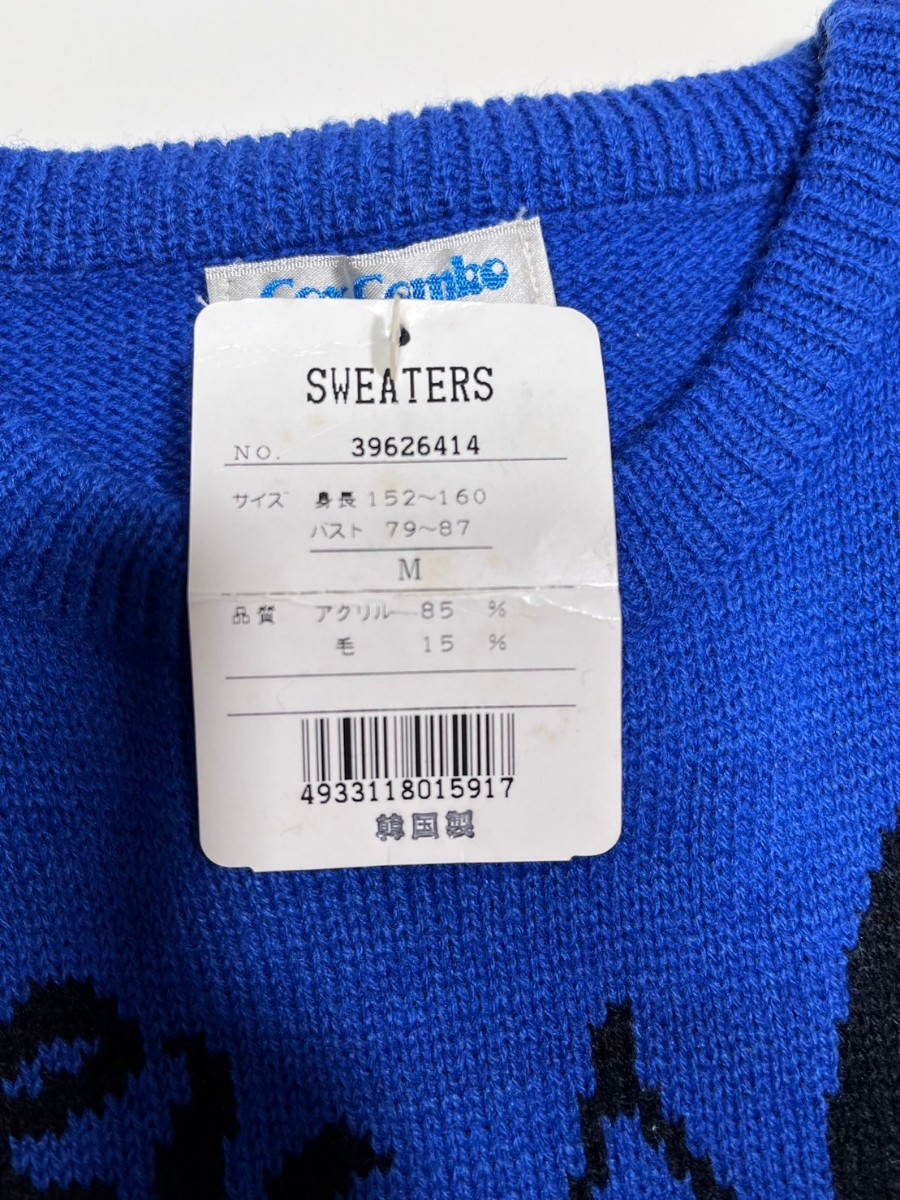 Combo
SWEATERS
NO. 39626414
サイズ 身長 152～160
バスト 79～87
M
品質 アクリル 85 %
毛 15 %
4933118015917
韓国製